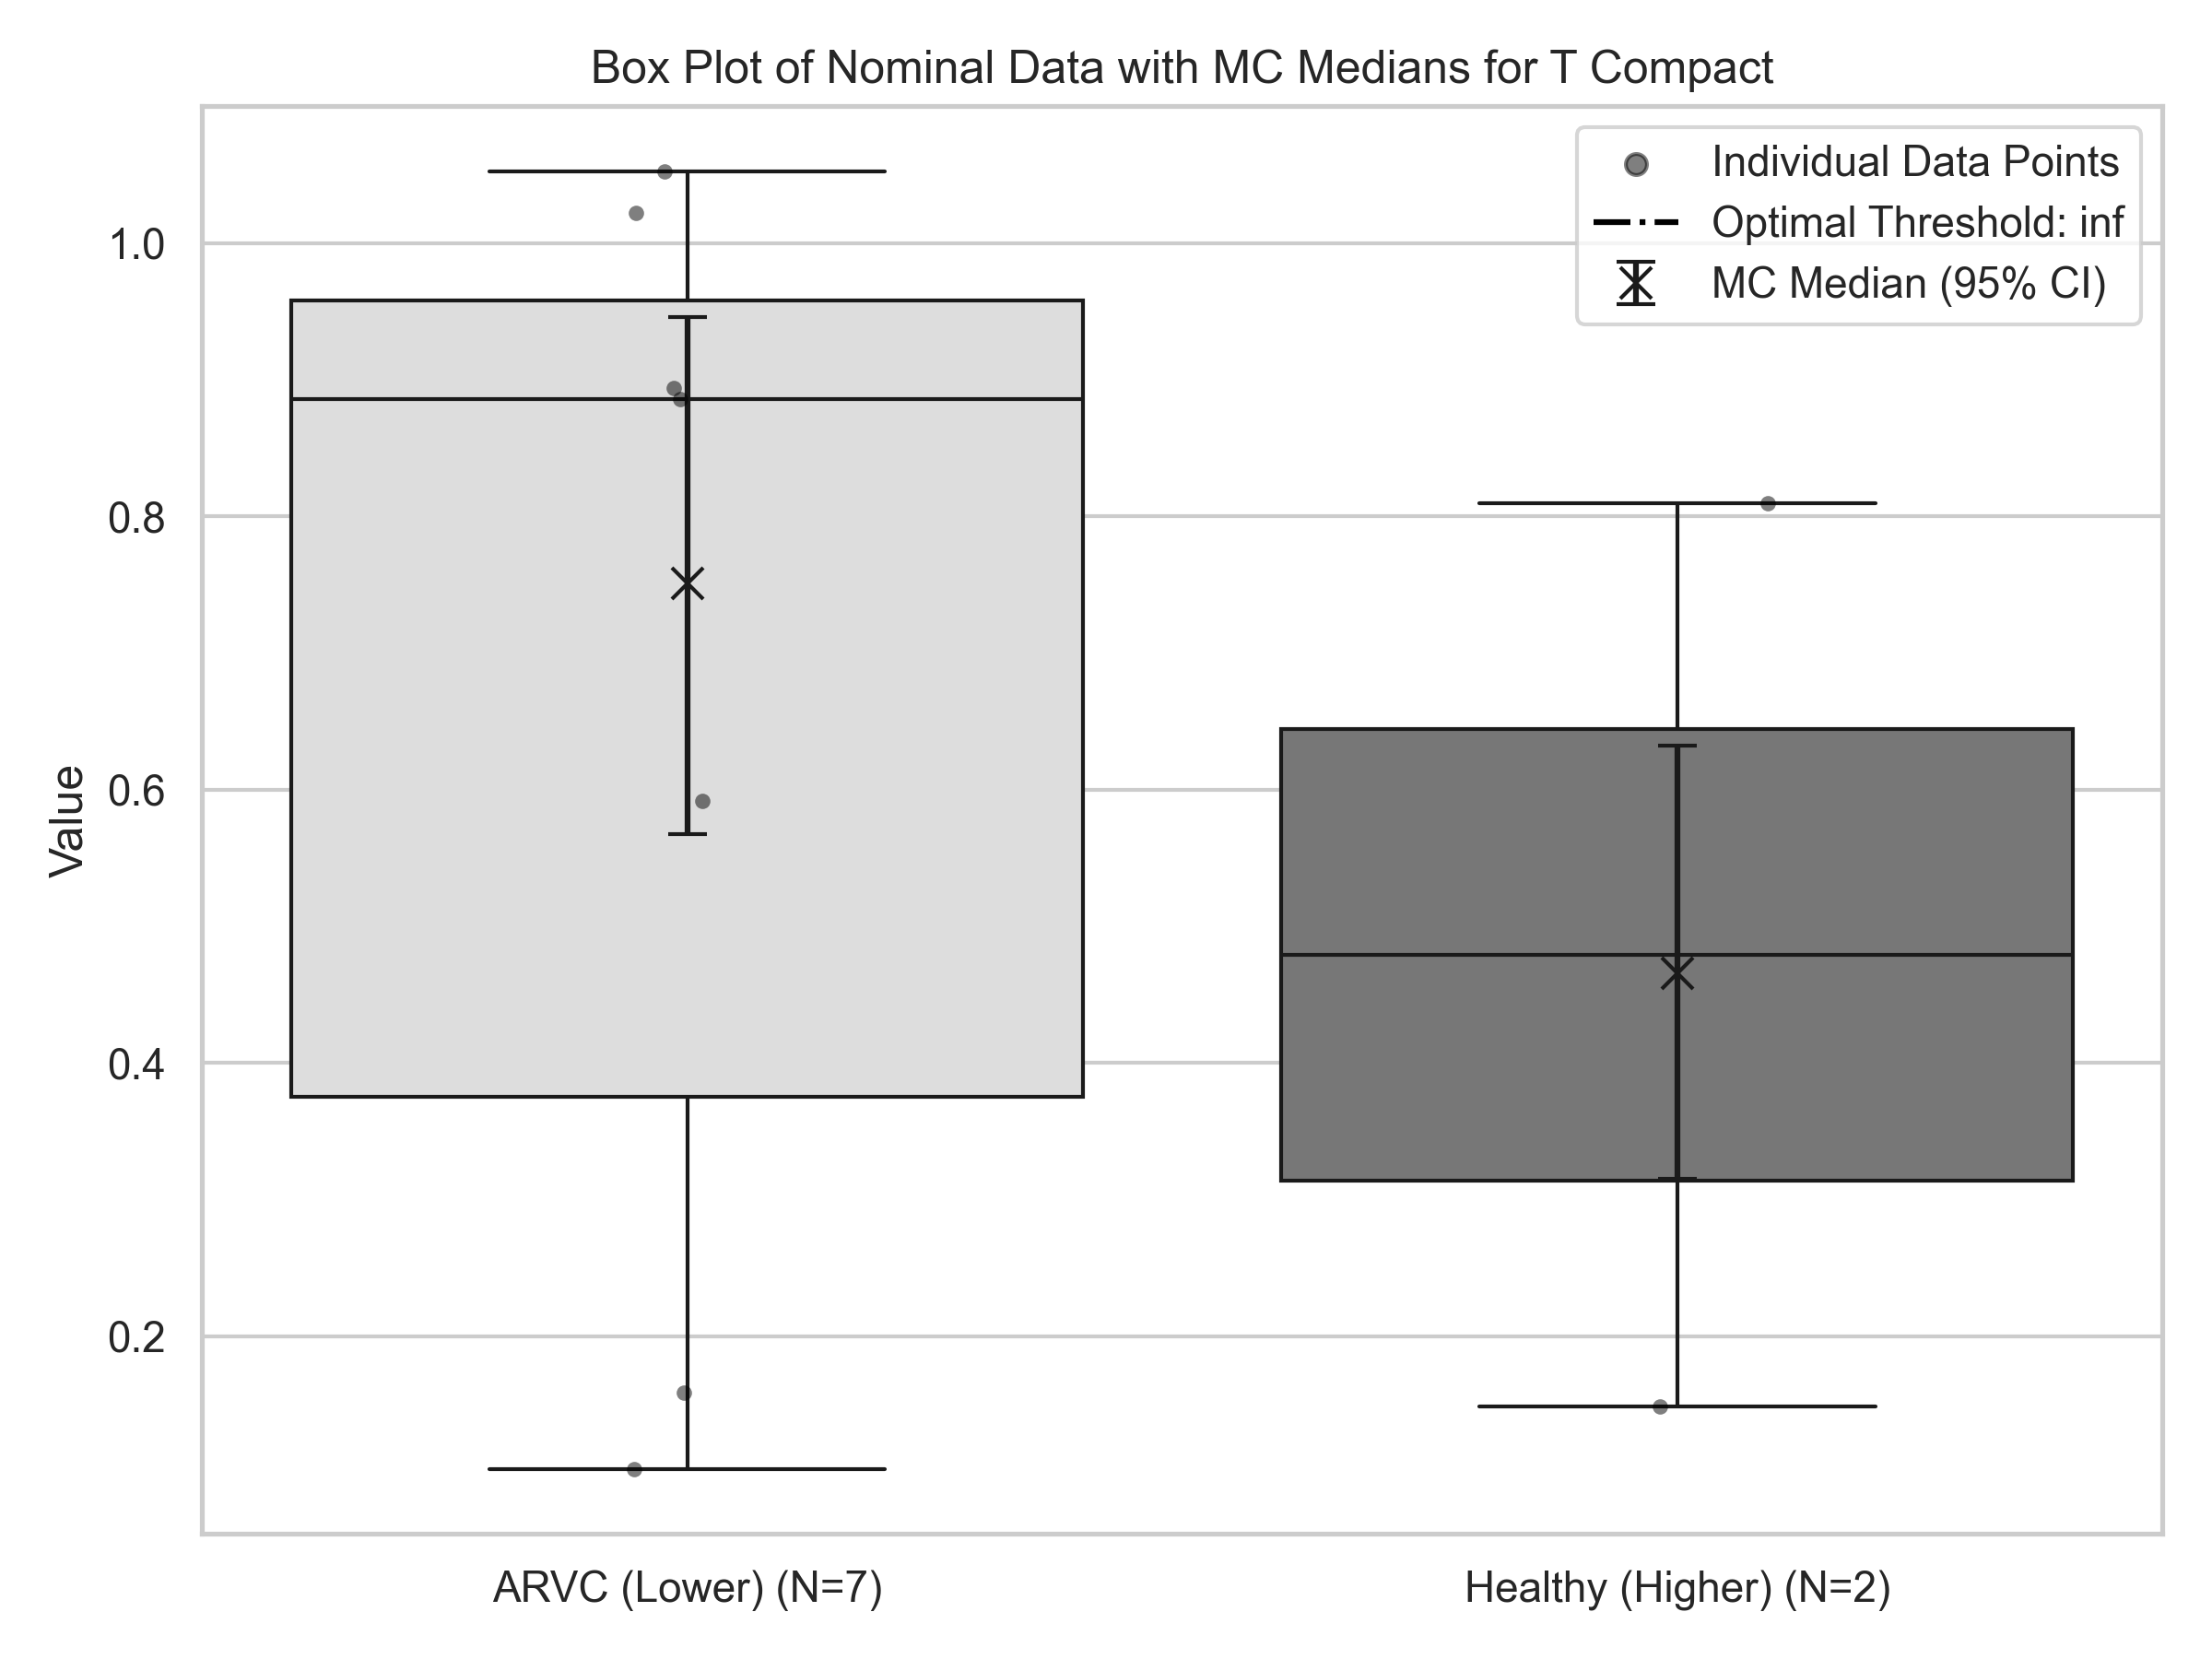 Box Plot of Nominal Data with MC Medians for T Compact
Individual Data Points
Optimal Threshold: inf
MC Median (95% CI)
1.0
0.8
0.6
0.4
0.2
Value
ARVC (Lower) (N=7)
Healthy (Higher) (N=2)